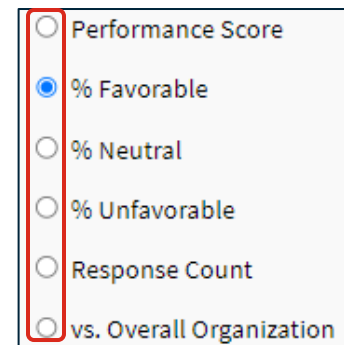 Performance Score
% Favorable
% Neutral
% Unfavorable
Response Count
vs. Overall Organization